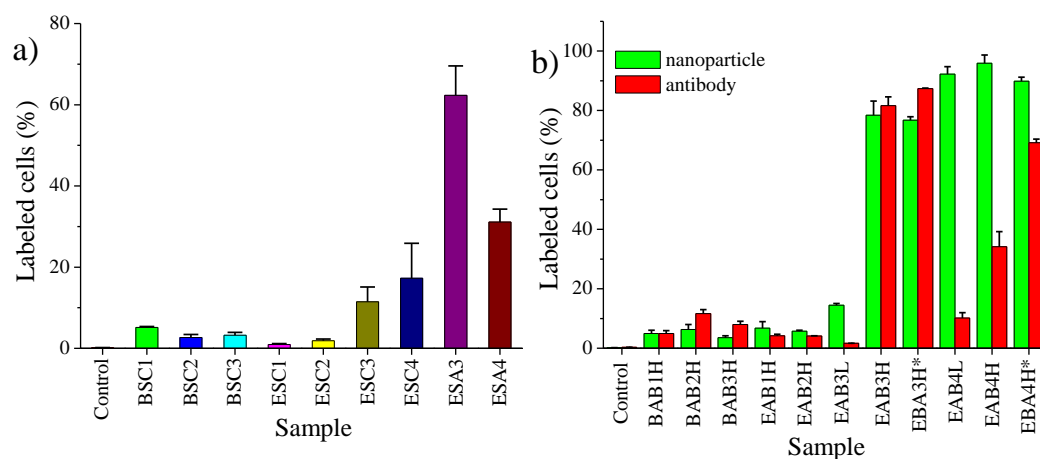 a)
Labeled cells (%)
80
60
40
20
0
Control
BSC1
BSC2
BSC3
ESC1
ESC2
ESC3
ESC4
ESA3
ESA4
Sample
b)
nanoparticle
antibody
Labeled cells (%)
100
80
60
40
20
0
Control
BAB1H
BAB2H
BAB3H
EAB1H
EAB2H
EAB3L
EAB3H
EBA3H*
EAB4L
EAB4H
EBA4H*
Sample